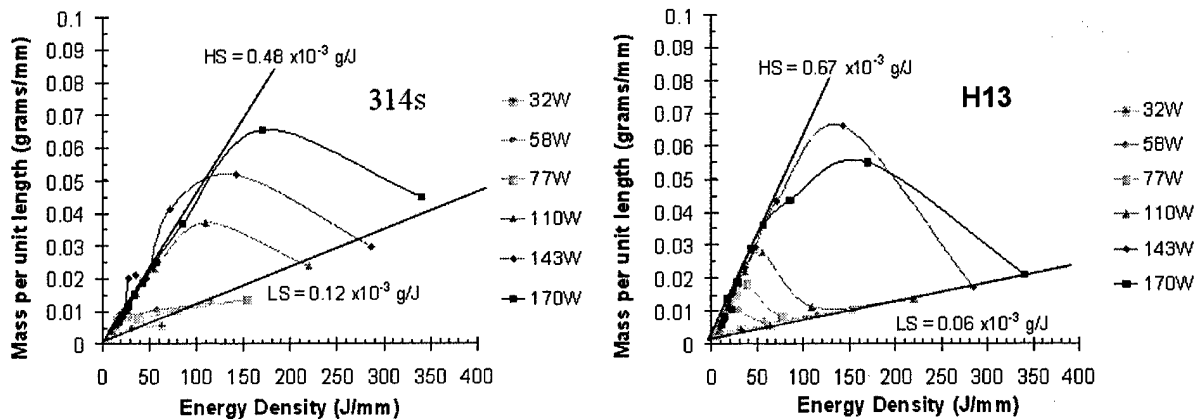 0.1
0.09
0.08
0.07
0.06
0.05
0.04
0.03
0.02
0.01
0
Mass per unit length (grams/mm)
HS = 0.48 x10⁻³ g/J
314s
LS = 0.12 x10⁻³ g/J
0 50 100 150 200 250 300 350 400
Energy Density (J/mm)
32W
58W
77W
110W
143W
170W
0.1
0.09
0.08
0.07
0.06
0.05
0.04
0.03
0.02
0.01
0
Mass per unit length (grams/mm)
HS = 0.67 x10⁻³ g/J
H13
LS = 0.06 x10⁻³ g/J
0 50 100 150 200 250 300 350 400
Energy Density (J/mm)
32W
58W
77W
110W
143W
170W